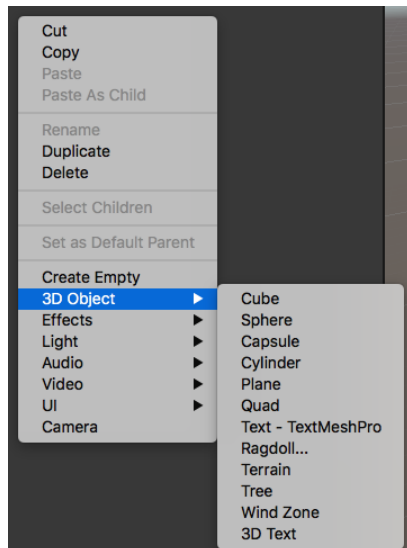 Cut
Copy
Paste
Paste As Child
Rename
Duplicate
Delete
Select Children
Set as Default Parent
Create Empty
3D Object
Effects
Light
Audio
Video
UI
Camera
Cube
Sphere
Capsule
Cylinder
Plane
Quad
Text - TextMeshPro
Ragdoll...
Terrain
Tree
Wind Zone
3D Text